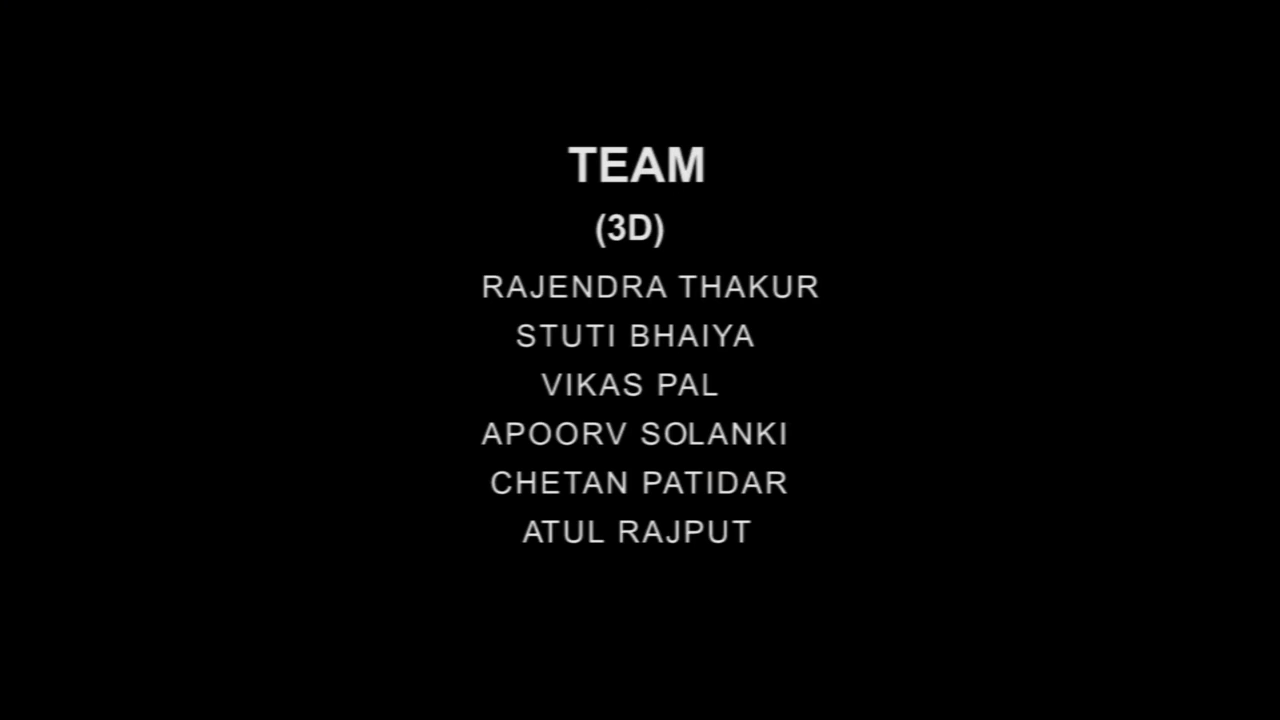 TEAM
(3D)
RAJENDRA THAKUR
STUTI BHAIYA
VIKAS PAL
APOORV SOLANKI
CHETAN PATIDAR
ATUL RAJPUT